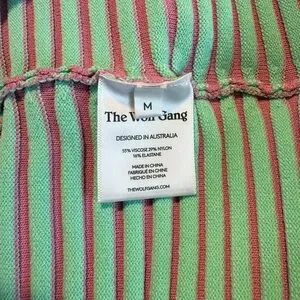 M
The Wolf Gang
DESIGNED IN AUSTRALIA
55% VISCOSE 29% NYLON
16% ELASTANE
MADE IN CHINA
FABRIQUÉ EN CHINE
HECHO EN CHINA
THEWOLFGANG.COM